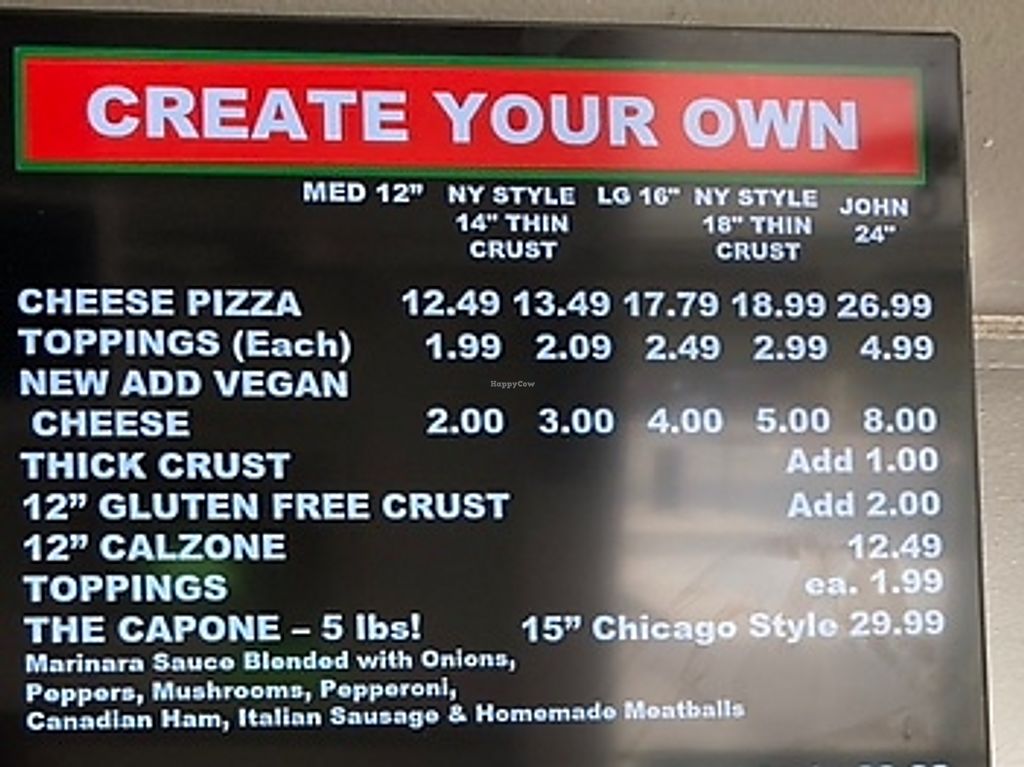 CREATE YOUR OWN
MED 12” NY STYLE LG 16" NY STYLE JOHN
14" THIN 18" THIN 24"
CRUST CRUST
CHEESE PIZZA 12.49 13.49 17.79 18.99 26.99
TOPPINGS (Each) 1.99 2.09 2.49 2.99 4.99
NEW ADD VEGAN
CHEESE 2.00 3.00 4.00 5.00 8.00
THICK CRUST Add 1.00
12” GLUTEN FREE CRUST Add 2.00
12” CALZONE 12.49
TOPPINGS ea. 1.99
THE CAPONE – 5 lbs! 15” Chicago Style 29.99
Marinara Sauce Blended with Onions,
Peppers, Mushrooms, Pepperoni,
Canadian Ham, Italian Sausage & Homemade Meatballs
HappyCow